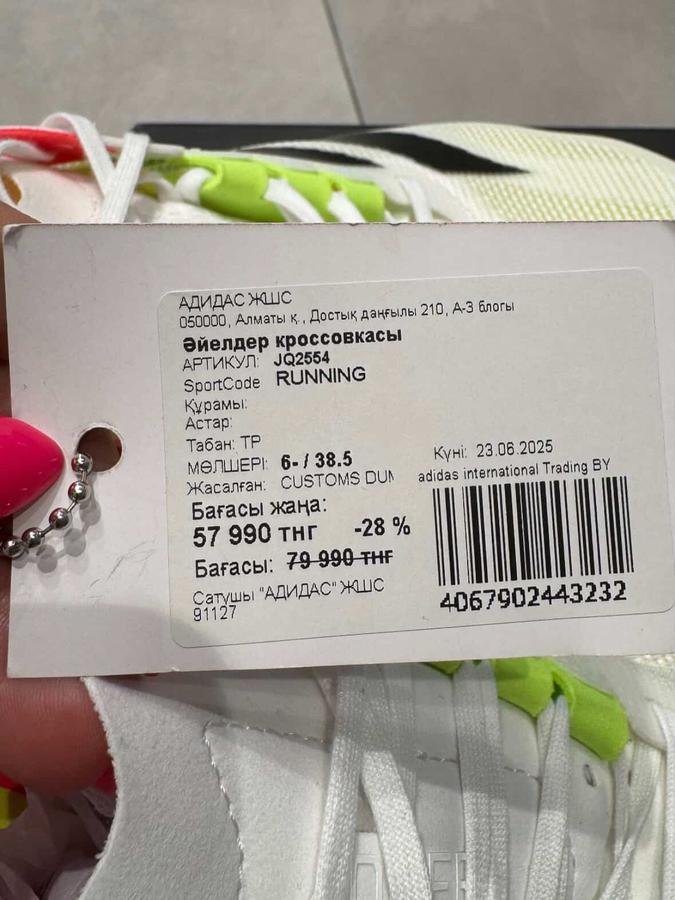 АДИДАС ЖШС
050000, Алматы қ., Достық даңғылы 210, А-3 блогы
Әйелдер кроссовкасы
АРТИКУЛ: JQ2554
SportCode RUNNING
Құрамы:
Астар:
Табан: ТР
МӨЛШЕРІ: 6- / 38.5
Жасалған: CUSTOMS DUM
Бағасы жаңа:
57 990 тнг -28 %
Бағасы: 79 990 тнг
Сатушы "АДИДАС" ЖШС
91127
Күні: 23.06.2025
adidas international Trading BY
4067902443232